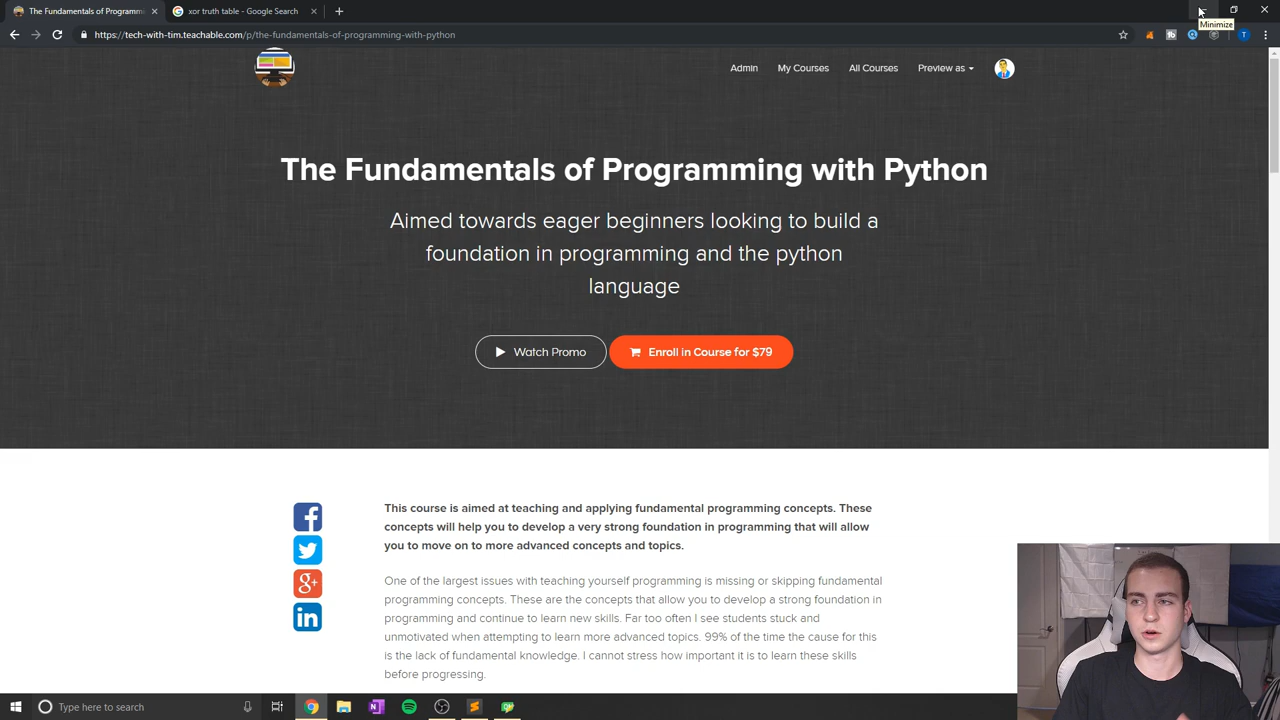 The Fundamentals of Programmi
xor truth table - Google Search
Minimize
https://tech-with-tim.teachable.com/p/the-fundamentals-of-programming-with-python
T
Admin
My Courses
All Courses
Preview as
The Fundamentals of Programming with Python
Aimed towards eager beginners looking to build a
foundation in programming and the python
language
Watch Promo
Enroll in Course for $79
This course is aimed at teaching and applying fundamental programming concepts. These
concepts will help you to develop a very strong foundation in programming that will allow
you to move on to more advanced concepts and topics.
One of the largest issues with teaching yourself programming is missing or skipping fundamental
programming concepts. These are the concepts that allow you to develop a strong foundation in
programming and continue to learn new skills. Far too often I see students stuck and
unmotivated when attempting to learn more advanced topics. 99% of the time the cause for this
is the lack of fundamental knowledge. I cannot stress how important it is to learn these skills
before progressing.
Type here to search